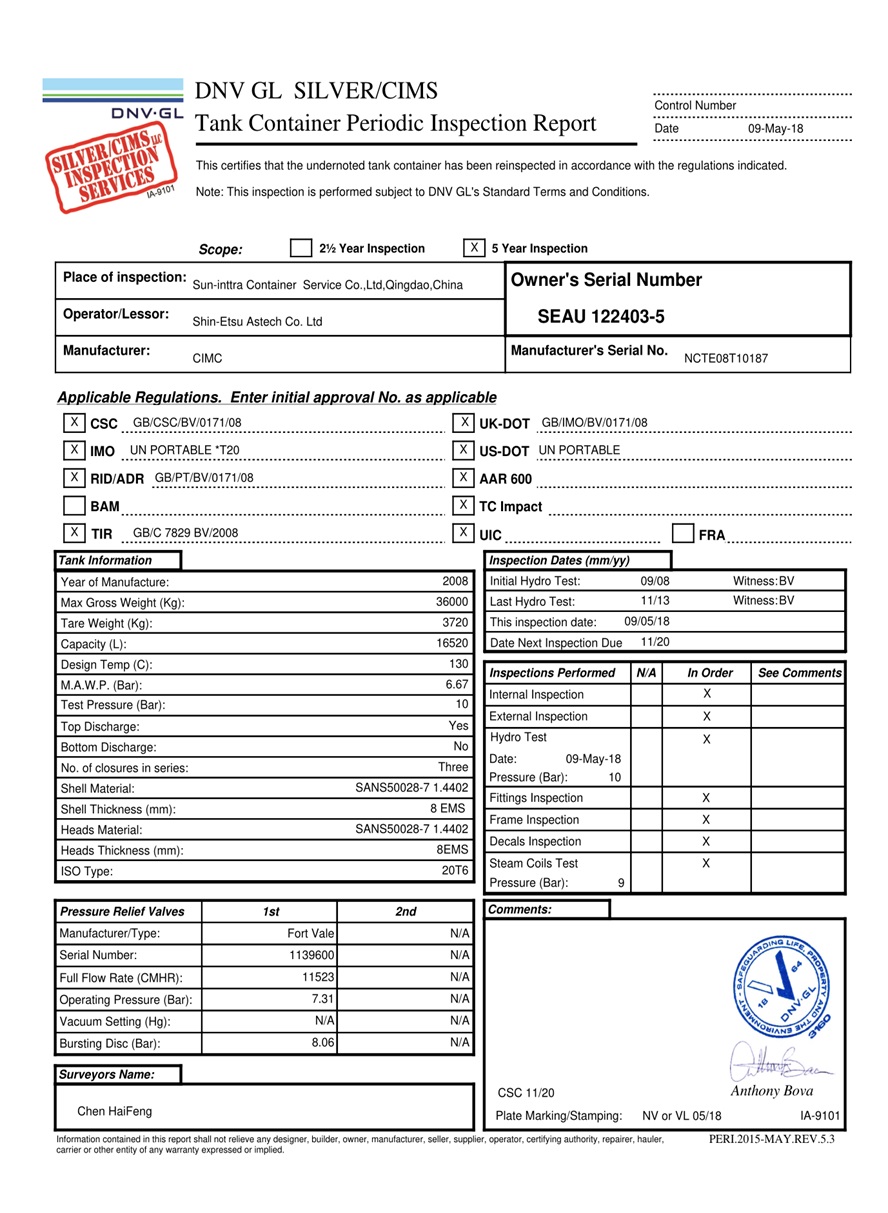 DNV GL SILVER/CIMS
Tank Container Periodic Inspection Report
Control Number
Date 09-May-18
DNV·GL
SILVER/CIMS LLC
INSPECTION
SERVICES
IA-9101
This certifies that the undernoted tank container has been reinspected in accordance with the regulations indicated.
Note: This inspection is performed subject to DNV GL's Standard Terms and Conditions.
Scope: 2½ Year Inspection X 5 Year Inspection
Place of inspection: Sun-inttra Container Service Co.,Ltd,Qingdao,China
Owner's Serial Number
SEAU 122403-5
Operator/Lessor: Shin-Etsu Astech Co. Ltd
Manufacturer: CIMC
Manufacturer's Serial No. NCTE08T10187
Applicable Regulations. Enter initial approval No. as applicable
X CSC GB/CSC/BV/0171/08 X UK-DOT GB/IMO/BV/0171/08
X IMO UN PORTABLE *T20 X US-DOT UN PORTABLE
X RID/ADR GB/PT/BV/0171/08 X AAR 600
BAM X TC Impact
X TIR GB/C 7829 BV/2008 X UIC FRA
Tank Information
Year of Manufacture: 2008
Max Gross Weight (Kg): 36000
Tare Weight (Kg): 3720
Capacity (L): 16520
Design Temp (C): 130
M.A.W.P. (Bar): 6.67
Test Pressure (Bar): 10
Top Discharge: Yes
Bottom Discharge: No
No. of closures in series: Three
Shell Material: SANS50028-7 1.4402
Shell Thickness (mm): 8 EMS
Heads Material: SANS50028-7 1.4402
Heads Thickness (mm): 8EMS
ISO Type: 20T6
Inspection Dates (mm/yy)
Initial Hydro Test: 09/08 Witness:BV
Last Hydro Test: 11/13 Witness:BV
This inspection date: 09/05/18
Date Next Inspection Due 11/20
Inspections Performed N/A In Order See Comments
Internal Inspection X
External Inspection X
Hydro Test X
Date: 09-May-18
Pressure (Bar): 10
Fittings Inspection X
Frame Inspection X
Decals Inspection X
Steam Coils Test X
Pressure (Bar): 9
Pressure Relief Valves 1st 2nd
Manufacturer/Type: Fort Vale N/A
Serial Number: 1139600 N/A
Full Flow Rate (CMHR): 11523 N/A
Operating Pressure (Bar): 7.31 N/A
Vacuum Setting (Hg): N/A N/A
Bursting Disc (Bar): 8.06 N/A
Surveyors Name:
Chen HaiFeng
Comments:
SAFEGUARDING LIFE, PROPERTY AND THE ENVIRONMENT
18 64
DNV·GL
Anthony Bova
CSC 11/20
Plate Marking/Stamping: NV or VL 05/18 IA-9101
Information contained in this report shall not relieve any designer, builder, owner, manufacturer, seller, supplier, operator, certifying authority, repairer, hauler,
carrier or other entity of any warranty expressed or implied.
PERI.2015-MAY.REV.5.3